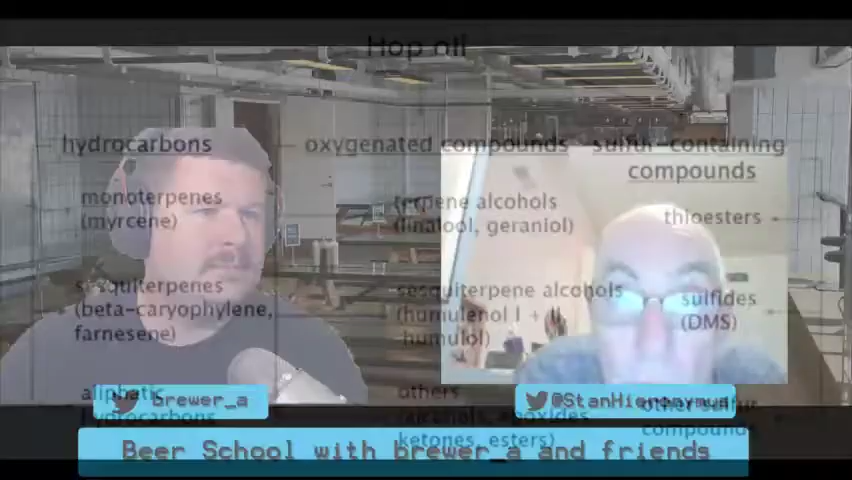 Hop oil
hydrocarbons
oxygenated compounds
sulfur-containing
compounds
monoterpenes
(myrcene)
terpene alcohols
(linalool, geraniol)
thioesters
sesquiterpenes
(beta-caryophylene,
farnesene)
sesquiterpene alcohols
(humulenol I + II
humulol)
sulfides
(DMS)
aliphatic
hydrocarbons
others
(alcohols, epoxides
ketones, esters)
other sulfur
compounds
brewer_a
@StanHieronymus
Beer School with brewer_a and friends